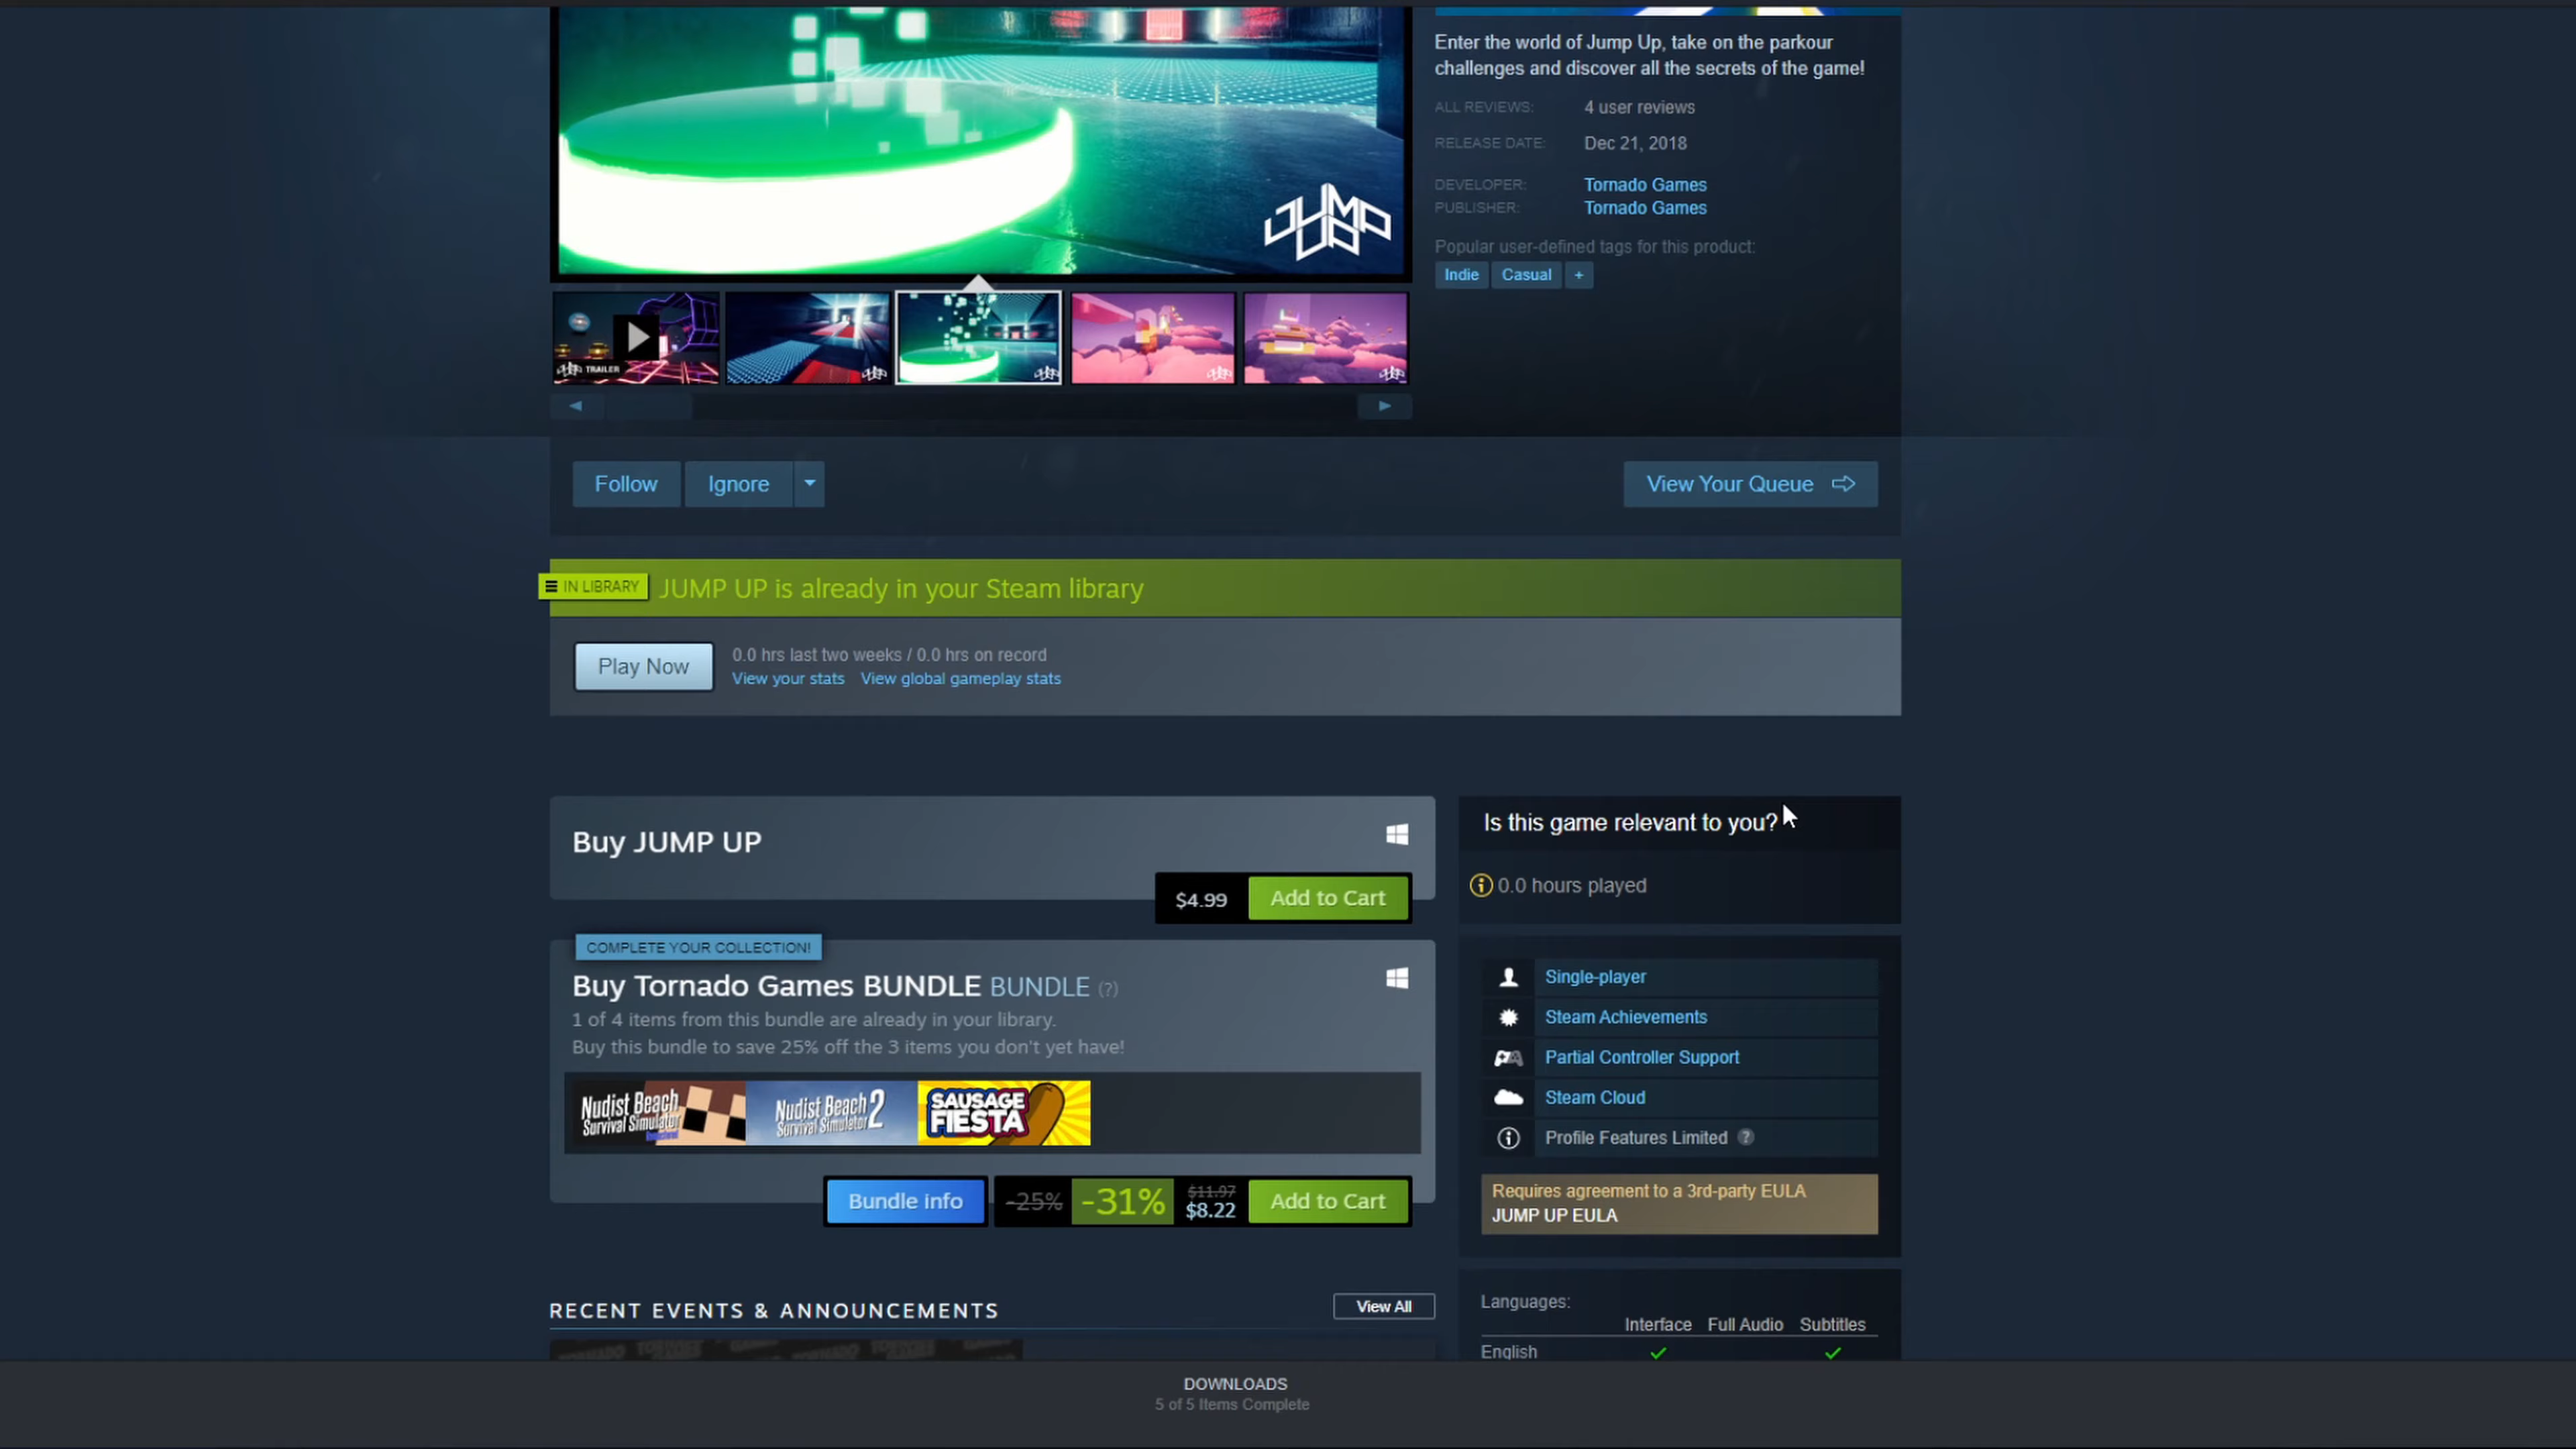 Enter the world of Jump Up, take on the parkour
challenges and discover all the secrets of the game!
ALL REVIEWS: 4 user reviews
RELEASE DATE: Dec 21, 2018
DEVELOPER: Tornado Games
PUBLISHER: Tornado Games
Popular user-defined tags for this product:
Indie Casual +
JUMP UP
JUMP UP TRAILER
Follow Ignore View Your Queue
IN LIBRARY JUMP UP is already in your Steam library
Play Now
0.0 hrs last two weeks / 0.0 hrs on record
View your stats View global gameplay stats
Buy JUMP UP
$4.99 Add to Cart
COMPLETE YOUR COLLECTION!
Buy Tornado Games BUNDLE BUNDLE (?)
1 of 4 items from this bundle are already in your library.
Buy this bundle to save 25% off the 3 items you don't yet have!
Nudist Beach
Survival Simulator
Nudist Beach 2
Survival Simulator
SAUSAGE
FIESTA
Bundle info -25% -31% $11.97 $8.22 Add to Cart
RECENT EVENTS & ANNOUNCEMENTS View All
Is this game relevant to you?
0.0 hours played
Single-player
Steam Achievements
Partial Controller Support
Steam Cloud
Profile Features Limited ?
Requires agreement to a 3rd-party EULA
JUMP UP EULA
Languages:
Interface Full Audio Subtitles
English
DOWNLOADS
5 of 5 Items Complete